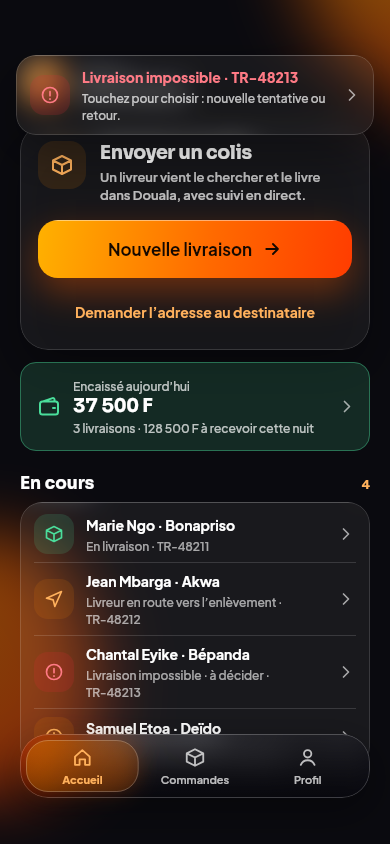 Livraison impossible · TR-48213
Touchez pour choisir : nouvelle tentative ou
retour.
Envoyer un colis
Un livreur vient le chercher et le livre
dans Douala, avec suivi en direct.
Nouvelle livraison →
Demander l'adresse au destinataire
Encaissé aujourd'hui
37 500 F
3 livraisons · 128 500 F à recevoir cette nuit
En cours
4
Marie Ngo · Bonapriso
En livraison · TR-48211
Jean Mbarga · Akwa
Livreur en route vers l'enlèvement ·
TR-48212
Chantal Eyike · Bépanda
Livraison impossible · à décider ·
TR-48213
Samuel Etoa · Deïdo
Accueil
Commandes
Profil